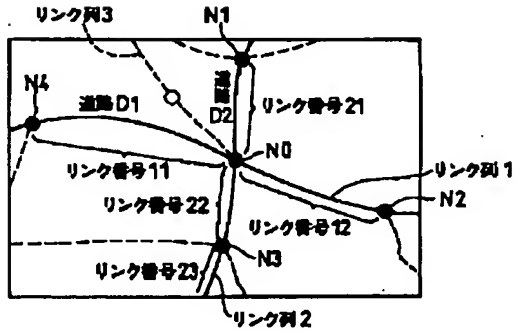 リンク列3
N1
N4
道路D1
道路
D2
リンク番号21
N0
リンク列1
リンク番号11
N2
リンク番号22
リンク番号12
リンク番号23
N3
リンク列2